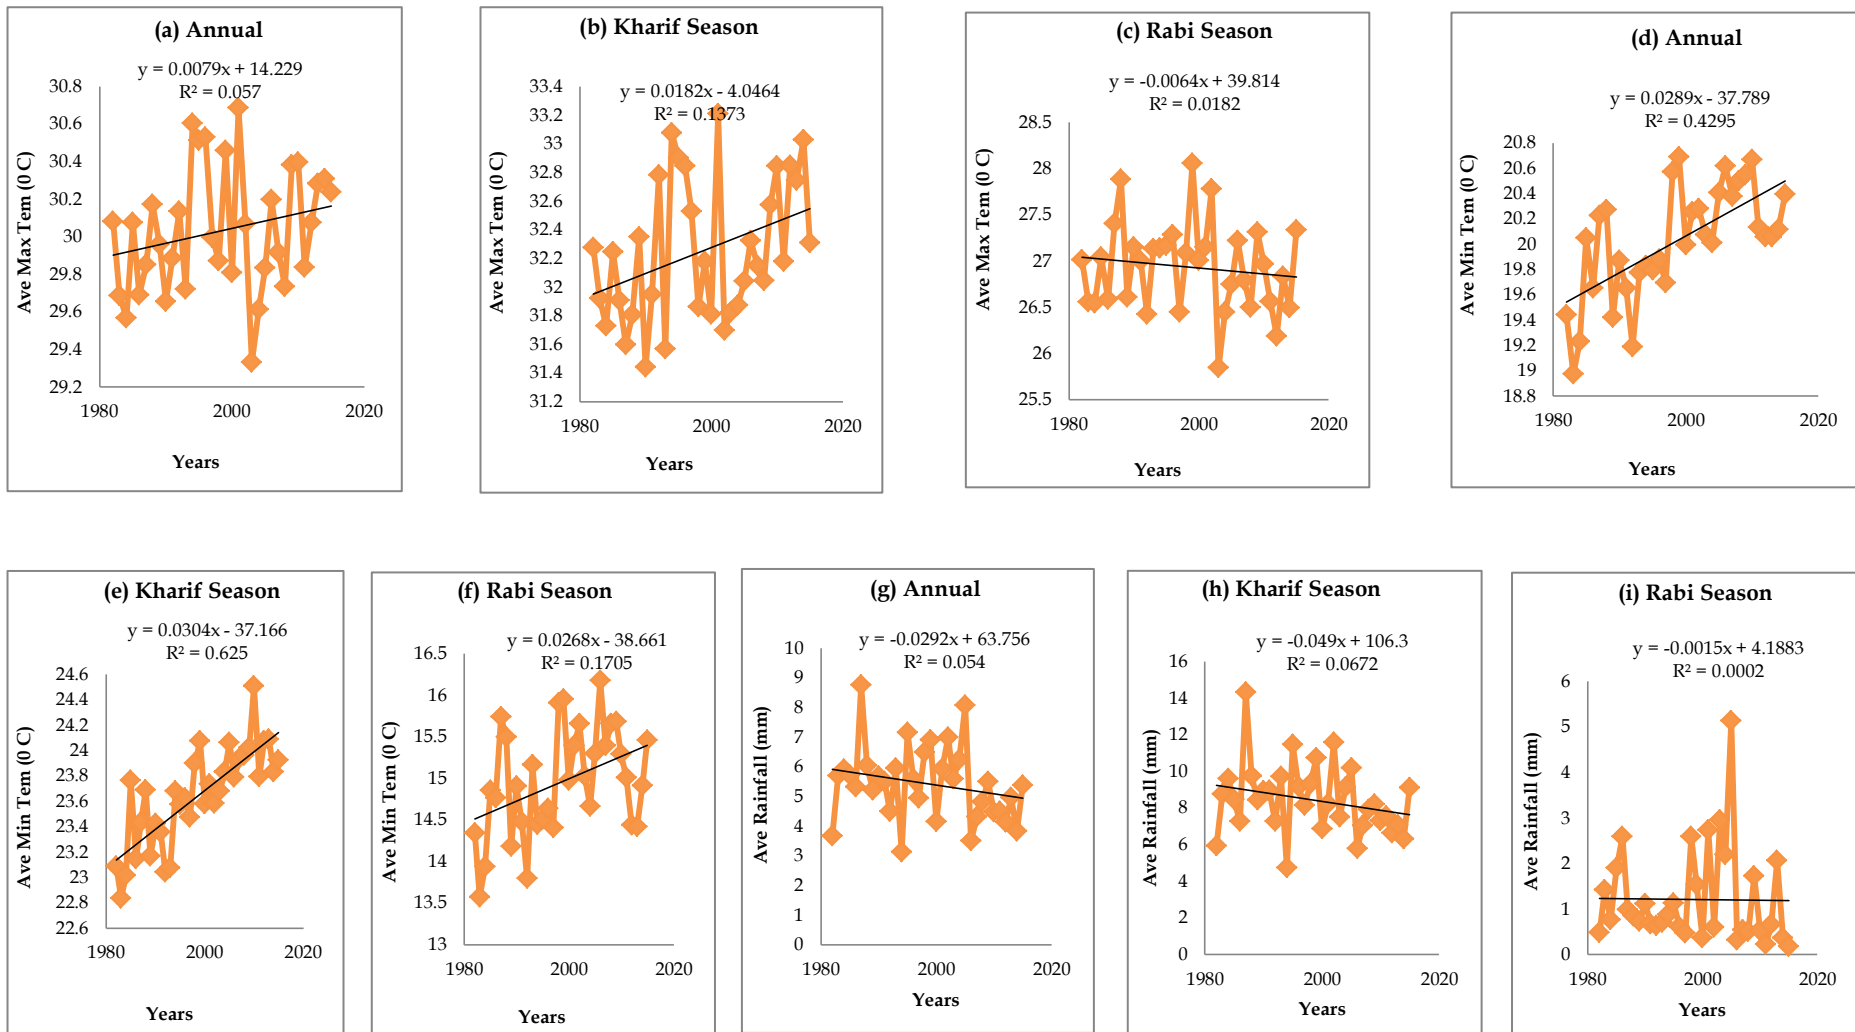 (a) Annual
y = 0.0079x + 14.229
R² = 0.057
Ave Max Tem (0 C)
30.8
30.6
30.4
30.2
30
29.8
29.6
29.4
29.2
1980
2000
2020
Years
(b) Kharif Season
y = 0.0182x - 4.0464
R² = 0.1373
Ave Max Tem (0 C)
33.4
33.2
33
32.8
32.6
32.4
32.2
32
31.8
31.6
31.4
31.2
1980
2000
2020
Years
(c) Rabi Season
y = -0.0064x + 39.814
R² = 0.0182
Ave Max Tem (0 C)
28.5
28
27.5
27
26.5
26
25.5
1980
2000
2020
Years
(d) Annual
y = 0.0289x - 37.789
R² = 0.4295
Ave Min Tem (0 C)
20.8
20.6
20.4
20.2
20
19.8
19.6
19.4
19.2
19
18.8
1980
2000
2020
Years
(e) Kharif Season
y = 0.0304x - 37.166
R² = 0.625
Ave Min Tem (0 C)
24.6
24.4
24.2
24
23.8
23.6
23.4
23.2
23
22.8
22.6
1980
2000
2020
Years
(f) Rabi Season
y = 0.0268x - 38.661
R² = 0.1705
Ave Min Tem (0 C)
16.5
16
15.5
15
14.5
14
13.5
13
1980
2000
2020
Years
(g) Annual
y = -0.0292x + 63.756
R² = 0.054
Ave Rainfall (mm)
10
9
8
7
6
5
4
3
2
1
0
1980
2000
2020
Years
(h) Kharif Season
y = -0.049x + 106.3
R² = 0.0672
Ave Rainfall (mm)
16
14
12
10
8
6
4
2
0
1980
2000
2020
Years
(i) Rabi Season
y = -0.0015x + 4.1883
R² = 0.0002
Ave Rainfall (mm)
6
5
4
3
2
1
0
1980
2000
2020
Years